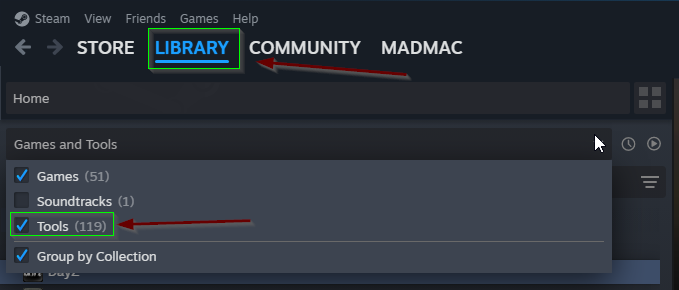 Steam View Friends Games Help
STORE LIBRARY COMMUNITY MADMAC
Home
Games and Tools
Games (51)
Soundtracks (1)
Tools (119)
Group by Collection
DayZ